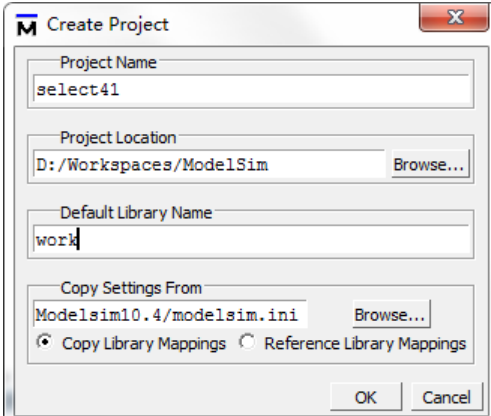 Create Project
Project Name
select41
Project Location
D:/Workspaces/ModelSim Browse...
Default Library Name
work
Copy Settings From
Modelsim10.4/modelsim.ini Browse...
Copy Library Mappings Reference Library Mappings
OK Cancel